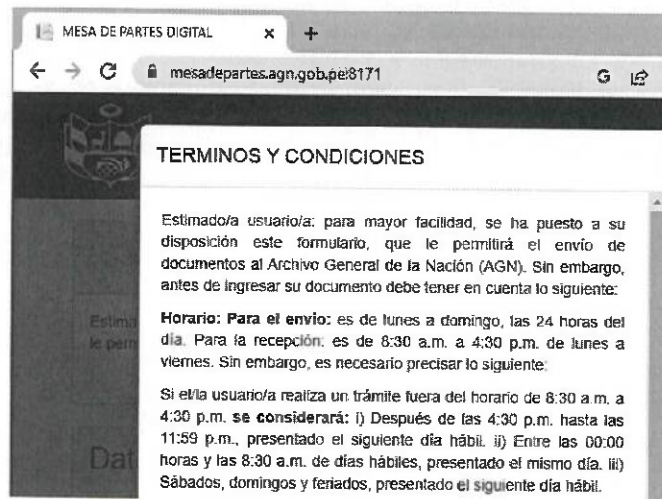 MESA DE PARTES DIGITAL
mesadepartes.agn.gob.pe:8171
G
TERMINOS Y CONDICIONES
Estimado/a usuario/a: para mayor facilidad, se ha puesto a su
disposición este formulario, que le permitirá el envío de
documentos al Archivo General de la Nación (AGN). Sin embargo,
antes de ingresar su documento debe tener en cuenta lo siguiente:
Estima
le perm
Horario: Para el envío: es de lunes a domingo, las 24 horas del
día. Para la recepción: es de 8:30 a.m. a 4:30 p.m. de lunes a
viernes. Sin embargo, es necesario precisar lo siguiente:
Si el/la usuario/a realiza un trámite fuera del horario de 8:30 a.m. a
4:30 p.m. se considerará: i) Después de las 4:30 p.m. hasta las
11:59 p.m., presentado el siguiente día hábil. ii) Entre las 00:00
horas y las 8:30 a.m. de días hábiles, presentado el mismo día. iii)
Sábados, domingos y feriados, presentado el siguiente día hábil.
Dat